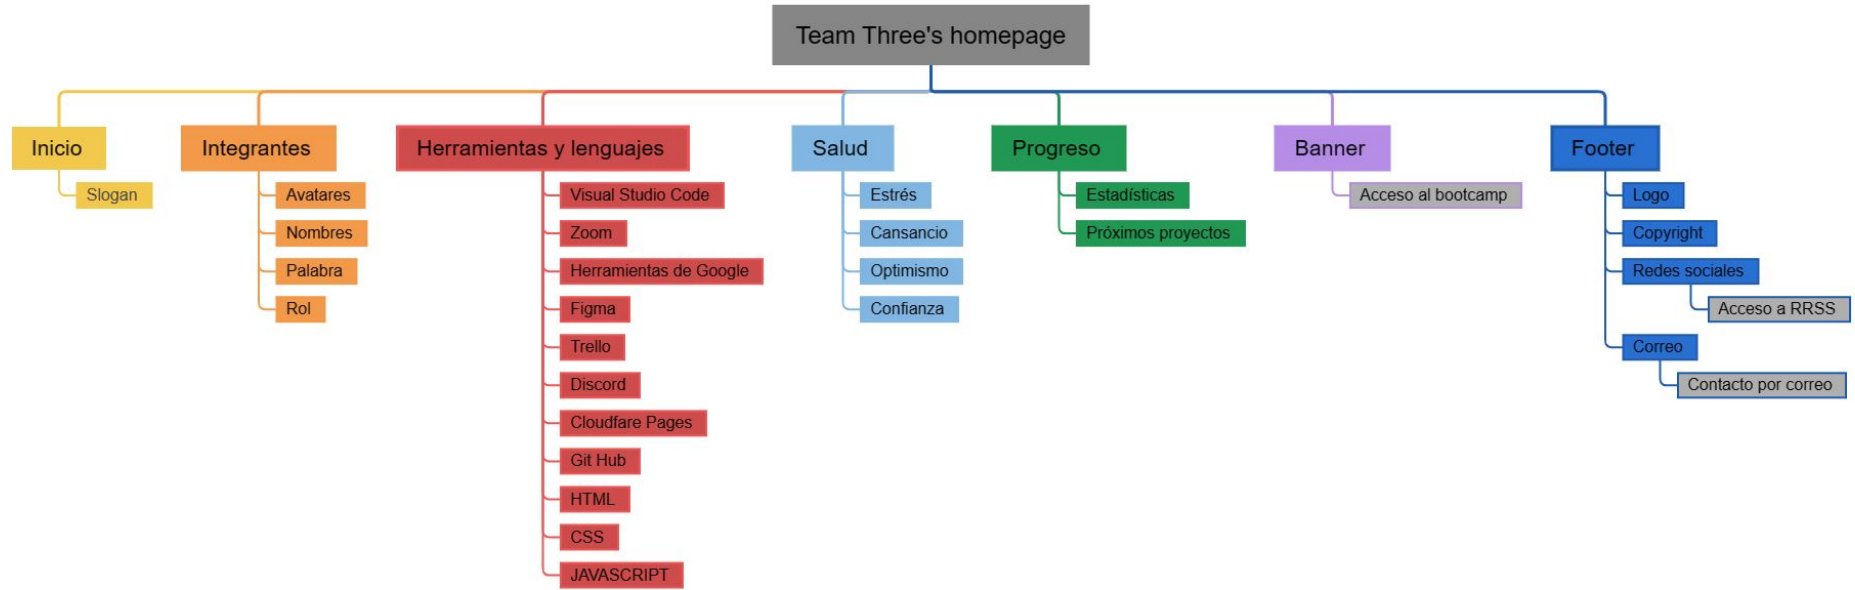 Team Three's homepage
Inicio
Slogan
Integrantes
Avatares
Nombres
Palabra
Rol
Herramientas y lenguajes
Visual Studio Code
Zoom
Herramientas de Google
Figma
Trello
Discord
Cloudfare Pages
Git Hub
HTML
CSS
JAVASCRIPT
Salud
Estrés
Cansancio
Optimismo
Confianza
Progreso
Estadísticas
Próximos proyectos
Banner
Acceso al bootcamp
Footer
Logo
Copyright
Redes sociales
Acceso a RRSS
Correo
Contacto por correo